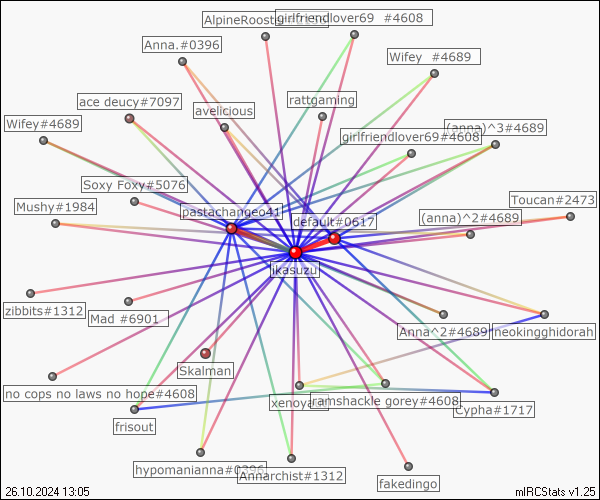 AlpineRooster
girlfriendlover69 #4608
Anna.#0396
Wifey #4689
ace deucy#7097
avelicious
rattgaming
Wifey#4689
girlfriendlover69#4608
(anna)^3#4689
Soxy Foxy#5076
Toucan#2473
Mushy#1984
pastachangeo41
default#0617
(anna)^2#4689
ikasuzu
zibbits#1312
Mad #6901
Anna^2#4689
neokingghidorah
Skalman
no cops no laws no hope#4608
ramshackle gorey#4608
Cypha#1717
frisout
hypomanianna#0396
Annarchist#1312
fakedingo
26.10.2024 13:05
mIRCStats v1.25